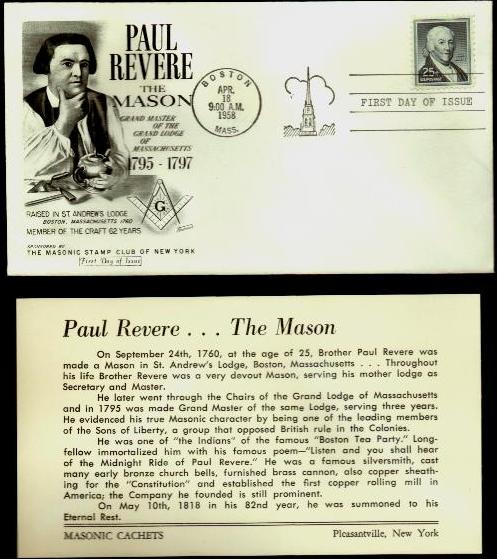 PAUL
REVERE
THE
MASON
GRAND MASTER
OF THE
GRAND LODGE
OF
MASSACHUSETTS
1795 - 1797
G
RAISED IN ST. ANDREW'S LODGE
BOSTON, MASSACHUSETTS 1760
MEMBER OF THE CRAFT 62 YEARS
SPONSORED BY
THE MASONIC STAMP CLUB OF NEW YORK
First Day of Issue
BOSTON
APR.
18
9:00 A.M.
1958
MASS.
25¢
FIRST DAY OF ISSUE
Paul Revere . . . The Mason
On September 24th, 1760, at the age of 25, Brother Paul Revere was
made a Mason in St. Andrew's Lodge, Boston, Massachusetts . . . Throughout
his life Brother Revere was a very devout Mason, serving his mother lodge as
Secretary and Master.
He later went through the Chairs of the Grand Lodge of Massachusetts
and in 1795 was made Grand Master of the same Lodge, serving three years.
He evidenced his true Masonic character by being one of the leading members
of the Sons of Liberty, a group that opposed British rule in the Colonies.
He was one of "the Indians" of the famous "Boston Tea Party." Long-
fellow immortalized him with his famous poem—"Listen and you shall hear
of the Midnight Ride of Paul Revere." He was a famous silversmith, cast
many early bronze church bells, furnished brass cannon, also copper sheath-
ing for the "Constitution" and established the first copper rolling mill in
America; the Company he founded is still prominent.
On May 10th, 1818 in his 82nd year, he was summoned to his
Eternal Rest.
MASONIC CACHETS Pleasantville, New York